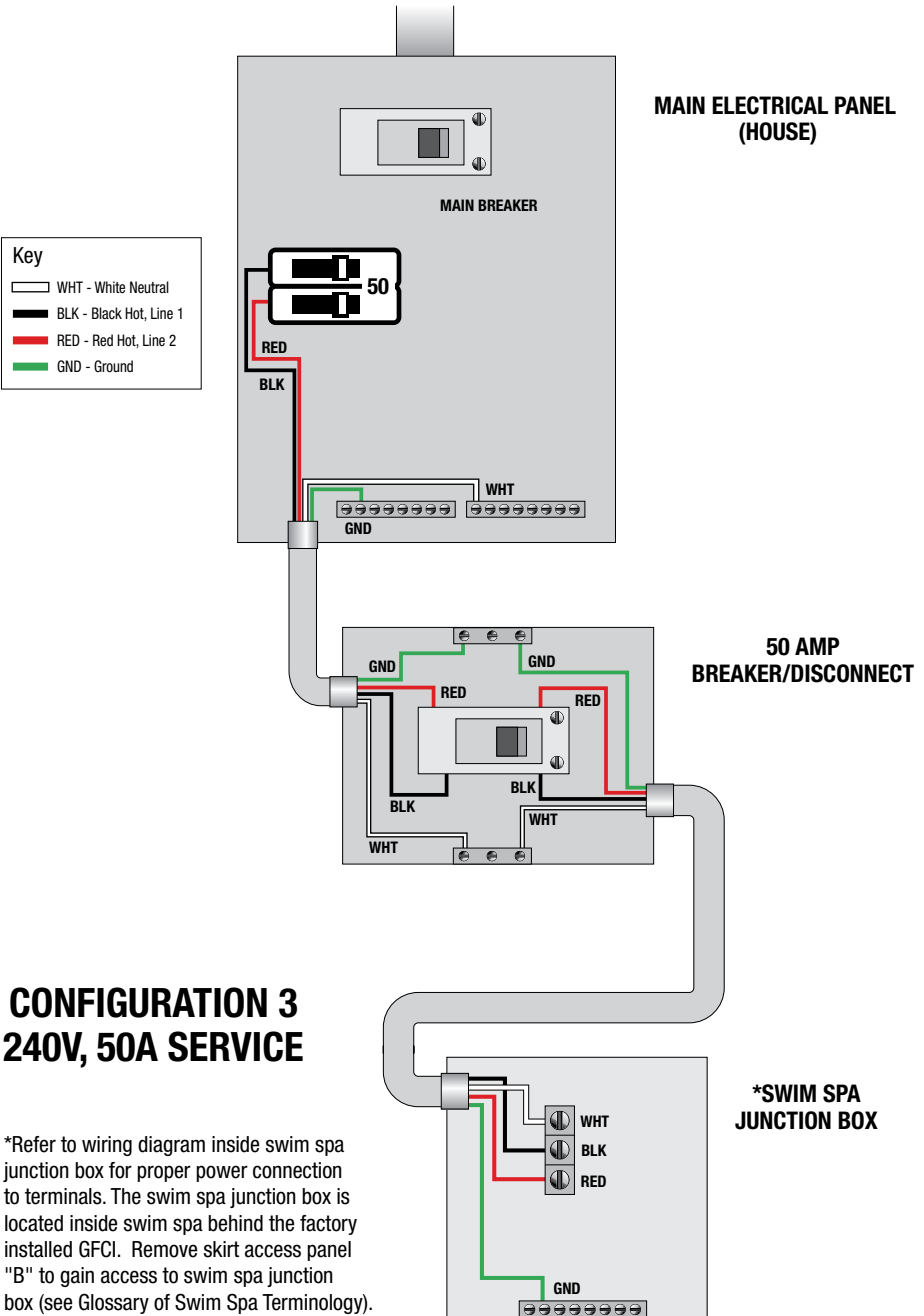 MAIN ELECTRICAL PANEL
(HOUSE)
MAIN BREAKER
Key
WHT - White Neutral
BLK - Black Hot, Line 1
RED - Red Hot, Line 2
GND - Ground
50
RED
BLK
WHT
GND
50 AMP
BREAKER/DISCONNECT
GND
GND
RED
RED
BLK
BLK
WHT
WHT
CONFIGURATION 3
240V, 50A SERVICE
*SWIM SPA
JUNCTION BOX
WHT
BLK
RED
GND
*Refer to wiring diagram inside swim spa
junction box for proper power connection
to terminals. The swim spa junction box is
located inside swim spa behind the factory
installed GFCI.  Remove skirt access panel
"B" to gain access to swim spa junction
box (see Glossary of Swim Spa Terminology).